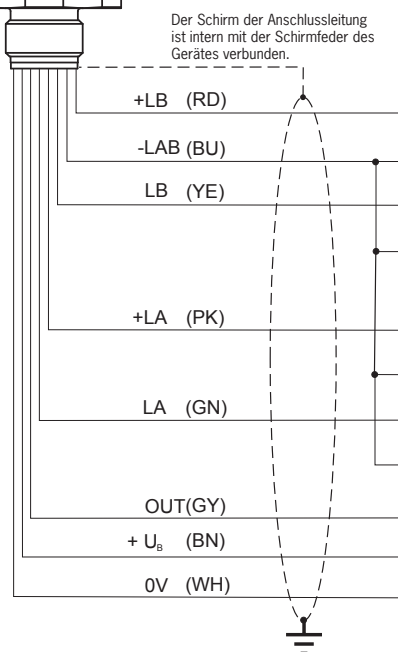 Der Schirm der Anschlussleitung
ist intern mit der Schirmfeder des
Gerätes verbunden.
+LB (RD)
-LAB (BU)
LB (YE)
+LA (PK)
LA (GN)
OUT(GY)
+ UB (BN)
0V (WH)